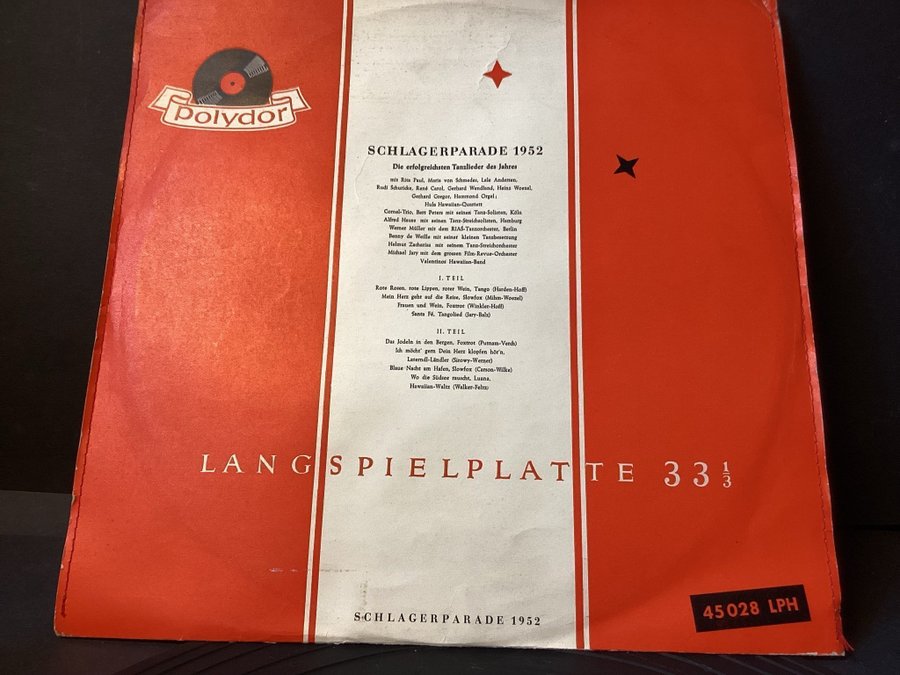 polydor
SCHLAGERPARADE 1952
Die erfolgreichsten Tanzlieder des Jahres
mit Rita Paul, Maria von Schmedes, Lale Andersen,
Rudi Schuricke, René Carol, Gerhard Wendland, Heinz Woezel,
Gerhard Gregor, Hammond Orgel;
Hula Hawaiian-Quartett
Cornel-Trio, Bert Peters mit seinen Tanz-Solisten, Köln
Alfred Hause mit seinen Tanz-Streichsolisten, Hamburg
Werner Müller mit dem RIAS-Tanzorchester, Berlin
Benny de Weille mit seiner kleinen Tanzbesetzung
Helmut Zacharias mit seinem Tanz-Streichorchester
Michael Jary mit dem grossen Film-Revue-Orchester
Valentinos Hawaiian-Band
I. TEIL
Rote Rosen, rote Lippen, roter Wein, Tango (Harden-Hoff)
Mein Herz geht auf die Reise, Slowfox (Mihm-Woezel)
Frauen und Wein, Foxtrot (Winkler-Hoff)
Santa Fé, Tangolied (Jary-Balz)
II. TEIL
Das Jodeln in den Bergen, Foxtrot (Putnam-Verch)
Ich möcht' gern Dein Herz klopfen hör'n,
Laterndl-Ländler (Sirowy-Werner)
Blaue Nacht am Hafen, Slowfox (Carson-Wilke)
Wo die Südsee rauscht, Luana,
Hawaiian-Waltz (Walker-Feltz)
LANGSPIELPLATTE 33 1/3
SCHLAGERPARADE 1952
45028 LPH